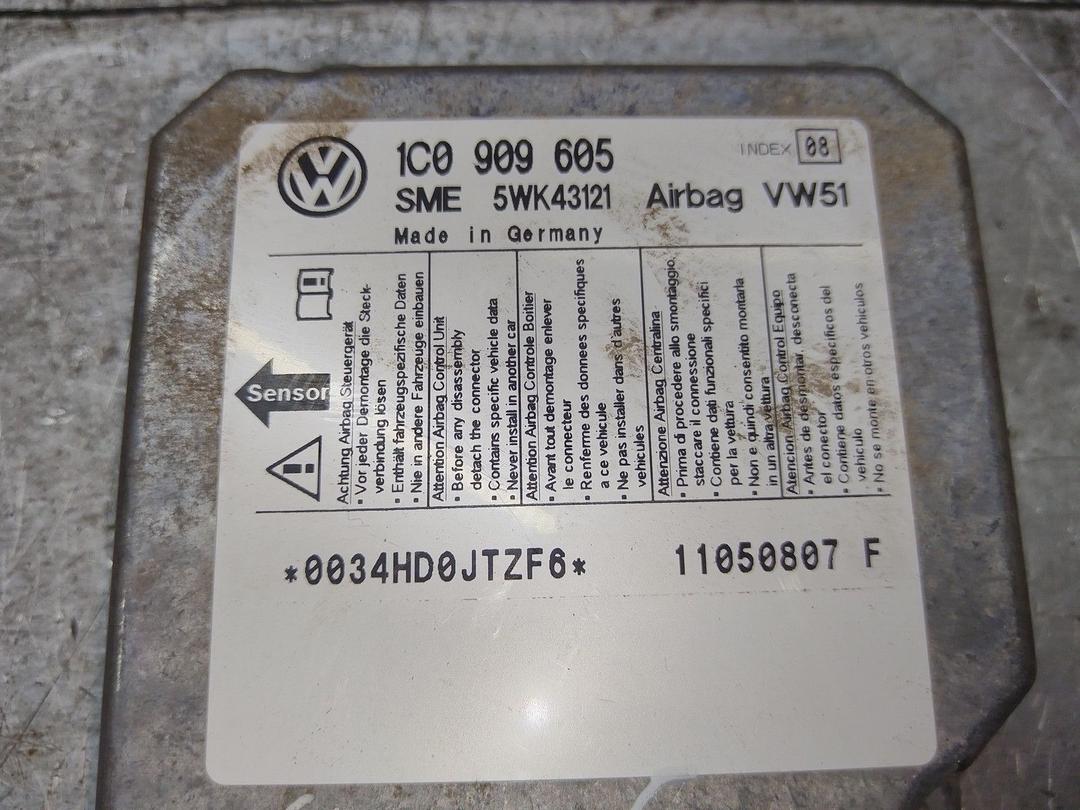 1C0 909 605
INDEX 08
SME 5WK43121 Airbag VW51
Made in Germany
Sensor
Achtung Airbag Steuergerät
• Vor jeder Demontage die Steck-
verbindung lösen
• Enthält fahrzeugspezifische Daten
• Nie in andere Fahrzeuge einbauen
Attention Airbag Control Unit
• Before any disassembly
detach the connector
• Contains specific vehicle data
• Never install in another car
Attention Airbag Controle Boitier
• Avant tout demontage enlever
le connecteur
• Renferme des donnees specifiques
a ce vehicule
• Ne pas installer dans d'autres
vehicules
Attenzione Airbag Centralina
• Prima di procedere allo smontaggio,
staccare il connessione
• Contiene dati funzionali specifici
per la vettura
• Non e quindi consentito montarla
in un altra vettura
Atencion Airbag Control Equipo
• Antes de desmontar, desconecta
el conector
• Contiene datos especificos del
vehiculo
• No se monte en otros vehiculos
*0034HD0JTZF6* 11050807 F